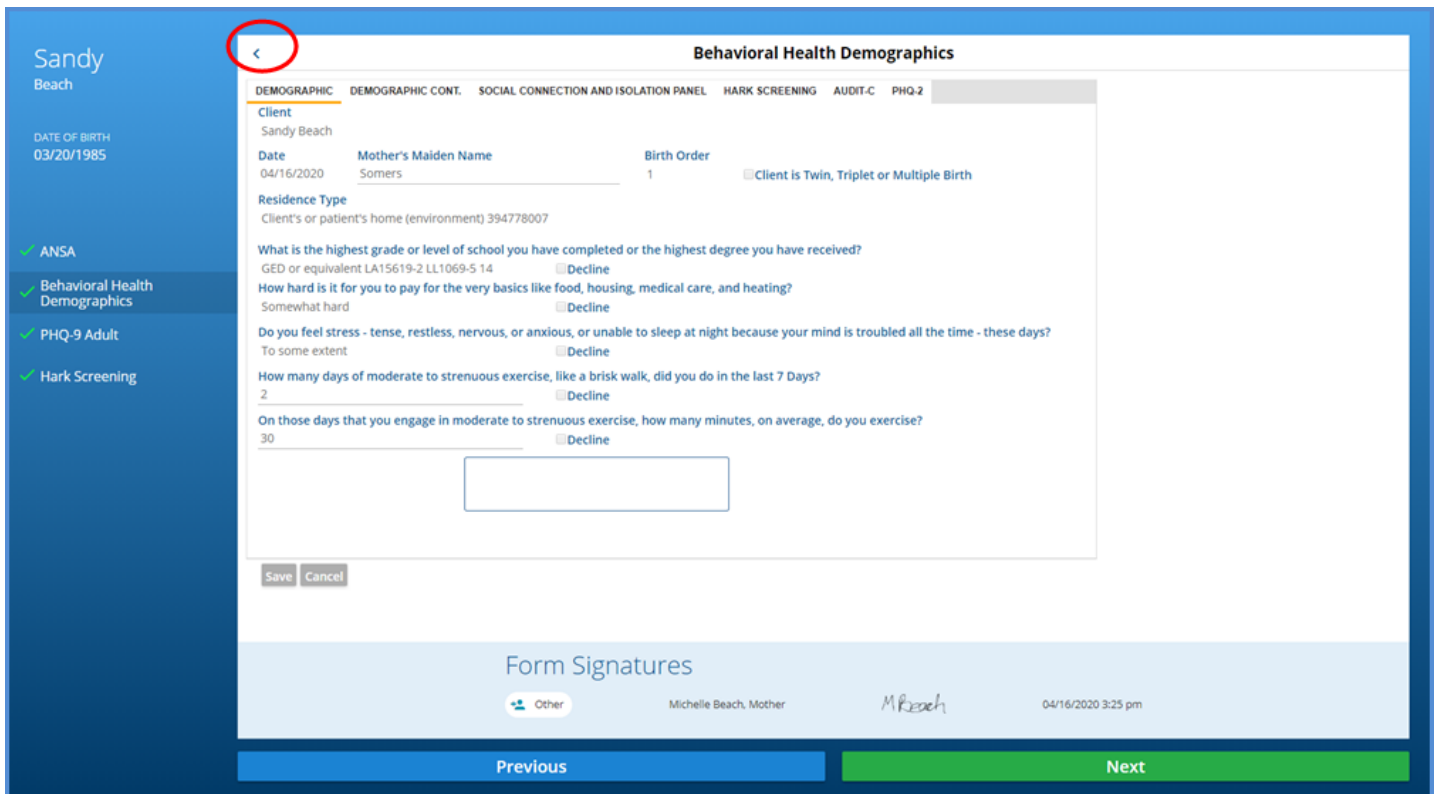 Sandy
Beach
DATE OF BIRTH
03/20/1985
ANSA
Behavioral Health
Demographics
PHQ-9 Adult
Hark Screening
Behavioral Health Demographics
DEMOGRAPHIC DEMOGRAPHIC CONT. SOCIAL CONNECTION AND ISOLATION PANEL HARK SCREENING AUDIT-C PHQ-2
Client
Sandy Beach
Date Mother's Maiden Name Birth Order
04/16/2020 Somers 1 Client is Twin, Triplet or Multiple Birth
Residence Type
Client's or patient's home (environment) 394778007
What is the highest grade or level of school you have completed or the highest degree you have received?
GED or equivalent LA15619-2 LL1069-5 14 Decline
How hard is it for you to pay for the very basics like food, housing, medical care, and heating?
Somewhat hard Decline
Do you feel stress - tense, restless, nervous, or anxious, or unable to sleep at night because your mind is troubled all the time - these days?
To some extent Decline
How many days of moderate to strenuous exercise, like a brisk walk, did you do in the last 7 Days?
2 Decline
On those days that you engage in moderate to strenuous exercise, how many minutes, on average, do you exercise?
30 Decline
Save Cancel
Form Signatures
Other Michelle Beach, Mother M Beach 04/16/2020 3:25 pm
Previous Next